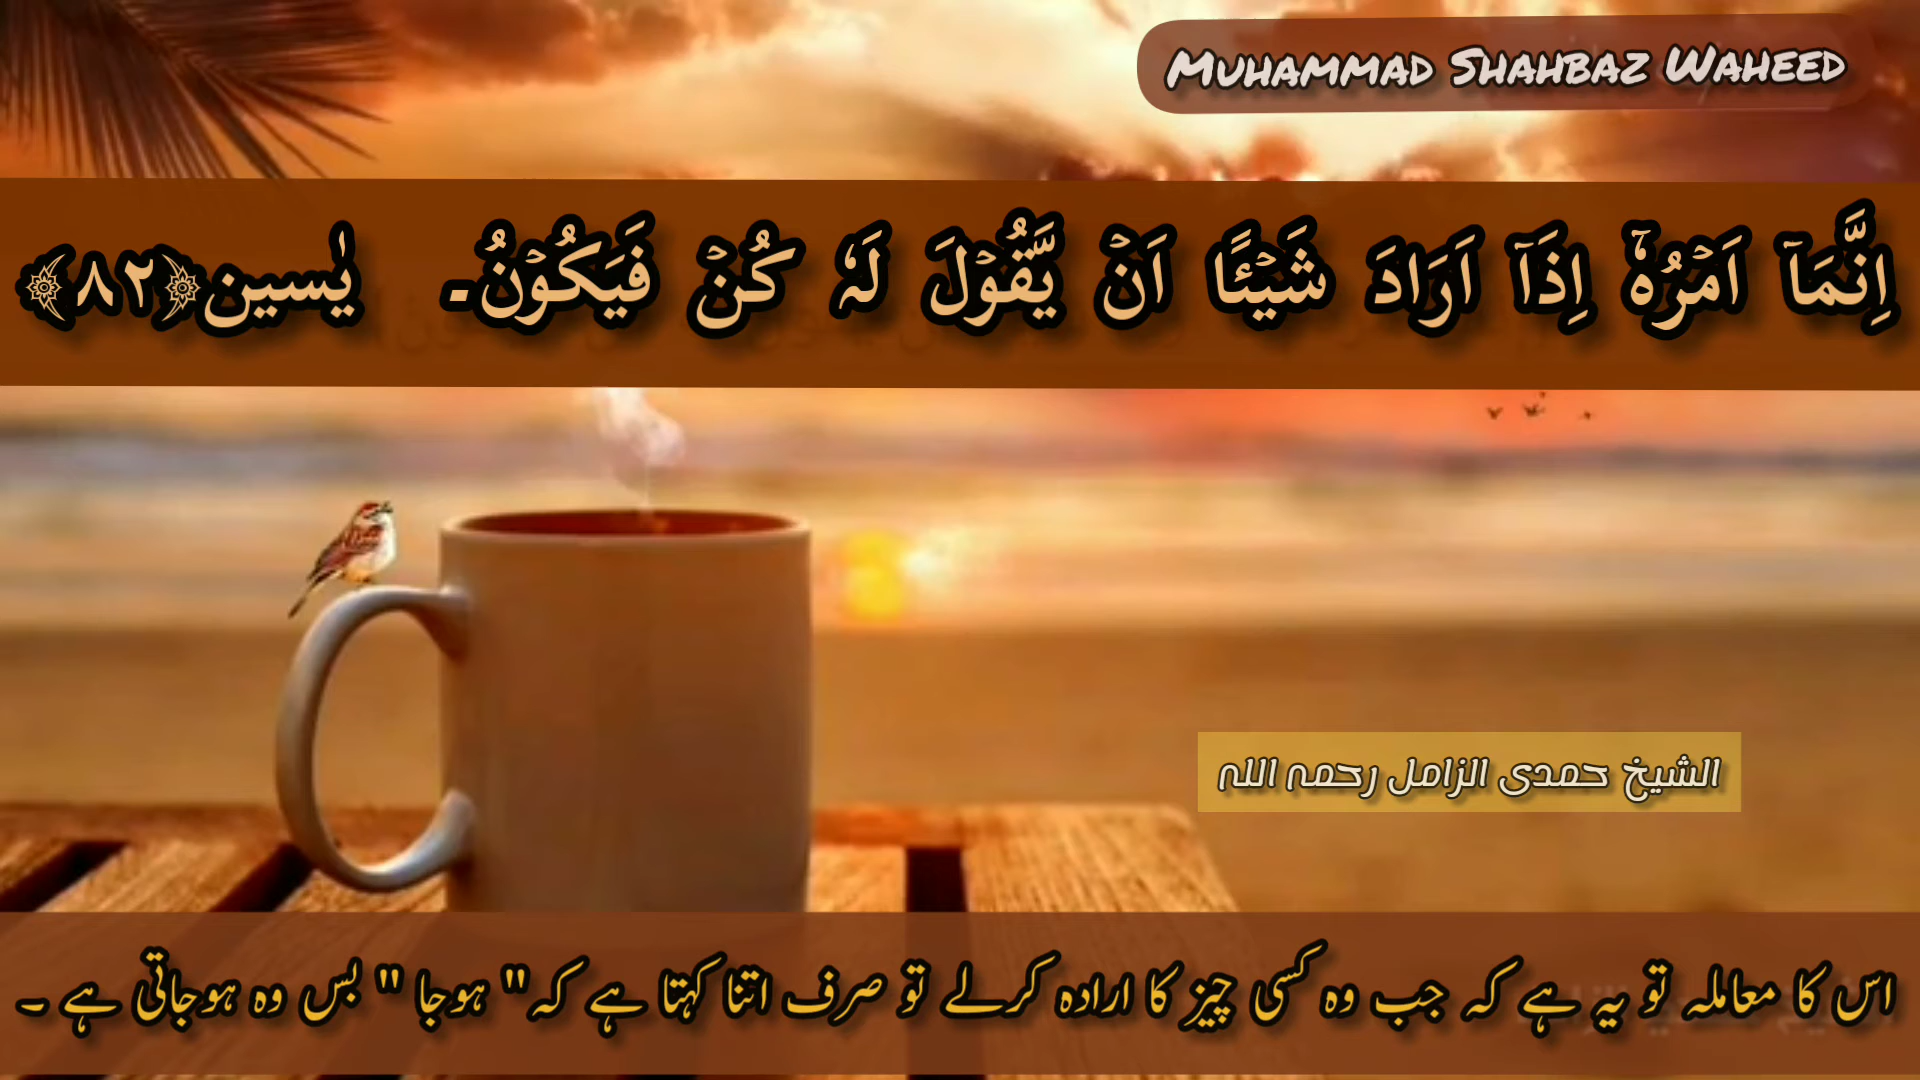 Muhammad Shahbaz Waheed
اِنَّمَاۤ اَمۡرُہٗۤ اِذَاۤ اَرَادَ شَیۡئًا اَنۡ یَّقُوۡلَ لَہٗ کُنۡ فَیَکُوۡنُ۔ یٰسین﴿۸۲﴾
الشیخ حمدی الزامل رحمہ اللہ
اس کا معاملہ تو یہ ہے کہ جب وہ کسی چیز کا ارادہ کرلے تو صرف اتنا کہتا ہے کہ " ہوجا " بس وہ ہوجاتی ہے ۔